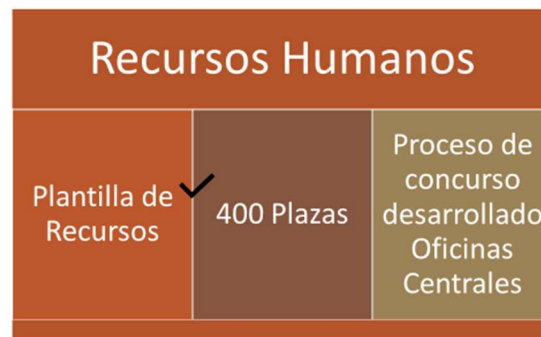 Recursos Humanos
Plantilla de
Recursos
400 Plazas
Proceso de
concurso
desarrollado
Oficinas
Centrales